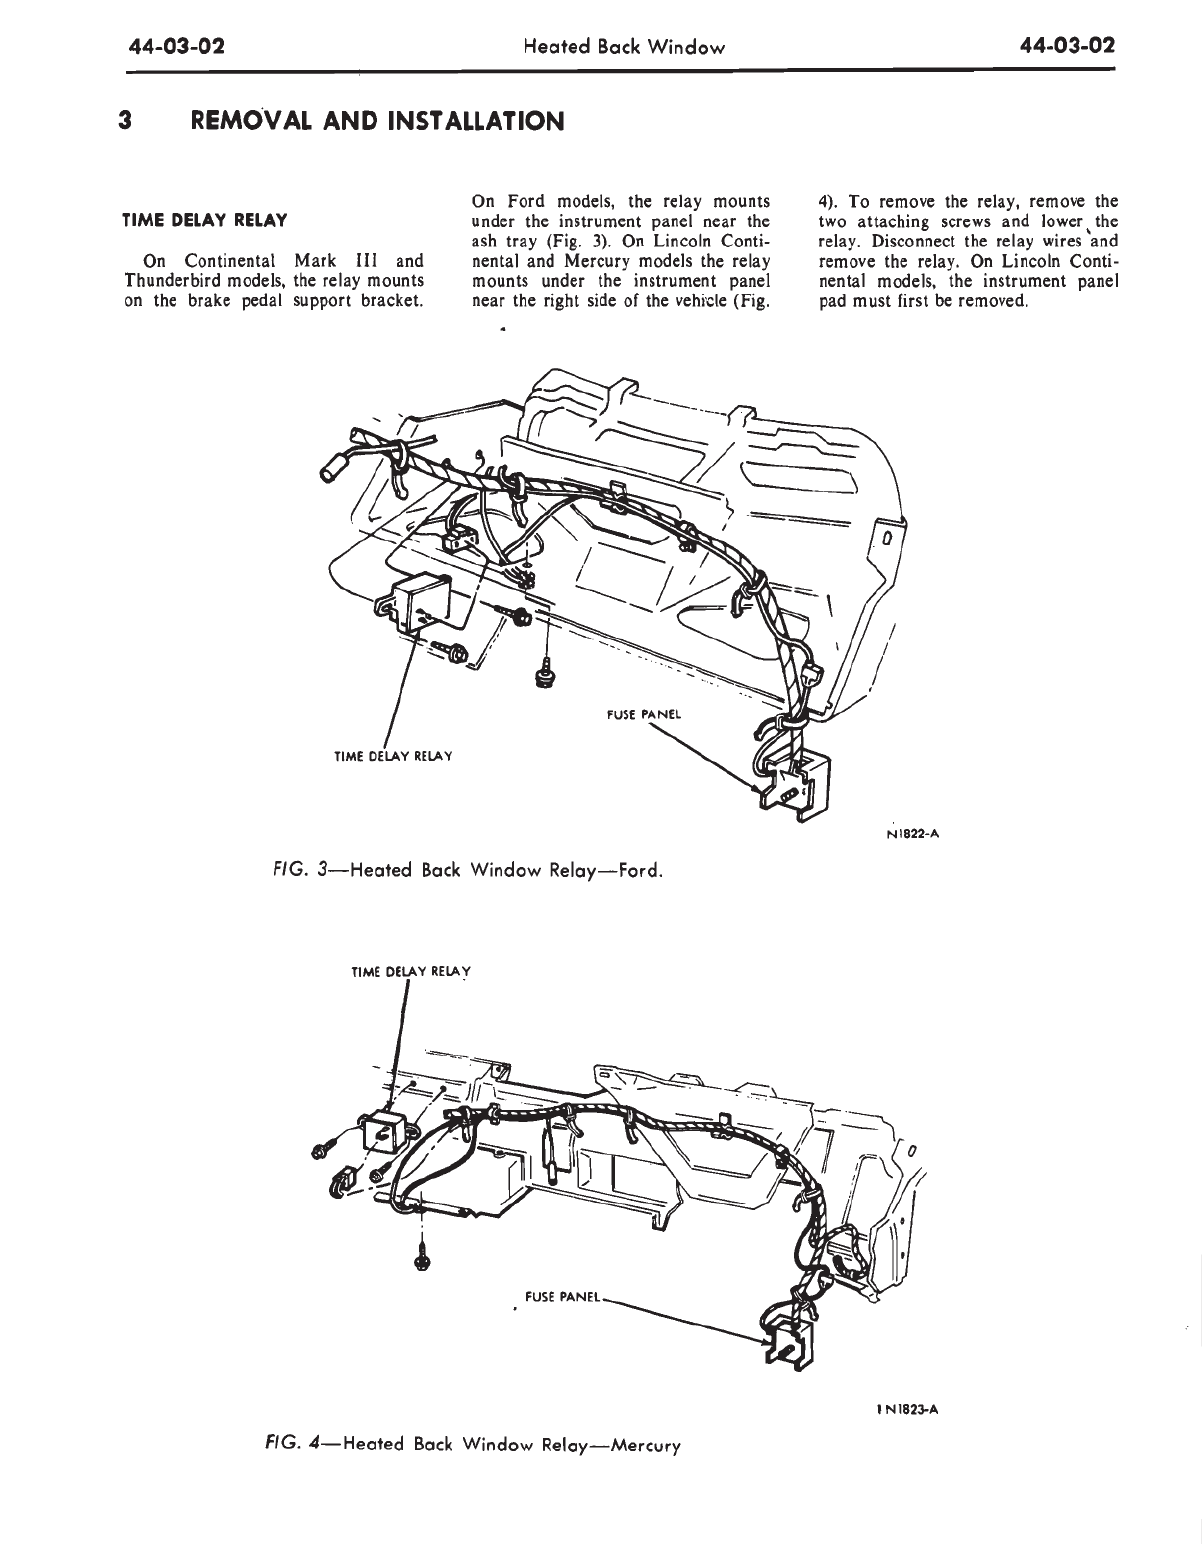 44-03-02 Heated Back Window 44-03-02
3 REMOVAL AND INSTALLATION
TIME DELAY RELAY
On Continental Mark III and
Thunderbird models, the relay mounts
on the brake pedal support bracket.
On Ford models, the relay mounts
under the instrument panel near the
ash tray (Fig. 3). On Lincoln Conti-
nental and Mercury models the relay
mounts under the instrument panel
near the right side of the vehicle (Fig.
4). To remove the relay, remove the
two attaching screws and lower the
relay. Disconnect the relay wires and
remove the relay. On Lincoln Conti-
nental models, the instrument panel
pad must first be removed.
FUSE PANEL
TIME DELAY RELAY
N1822-A
FIG. 3—Heated Back Window Relay—Ford.
TIME DELAY RELAY
FUSE PANEL
N1823-A
FIG. 4—Heated Back Window Relay—Mercury